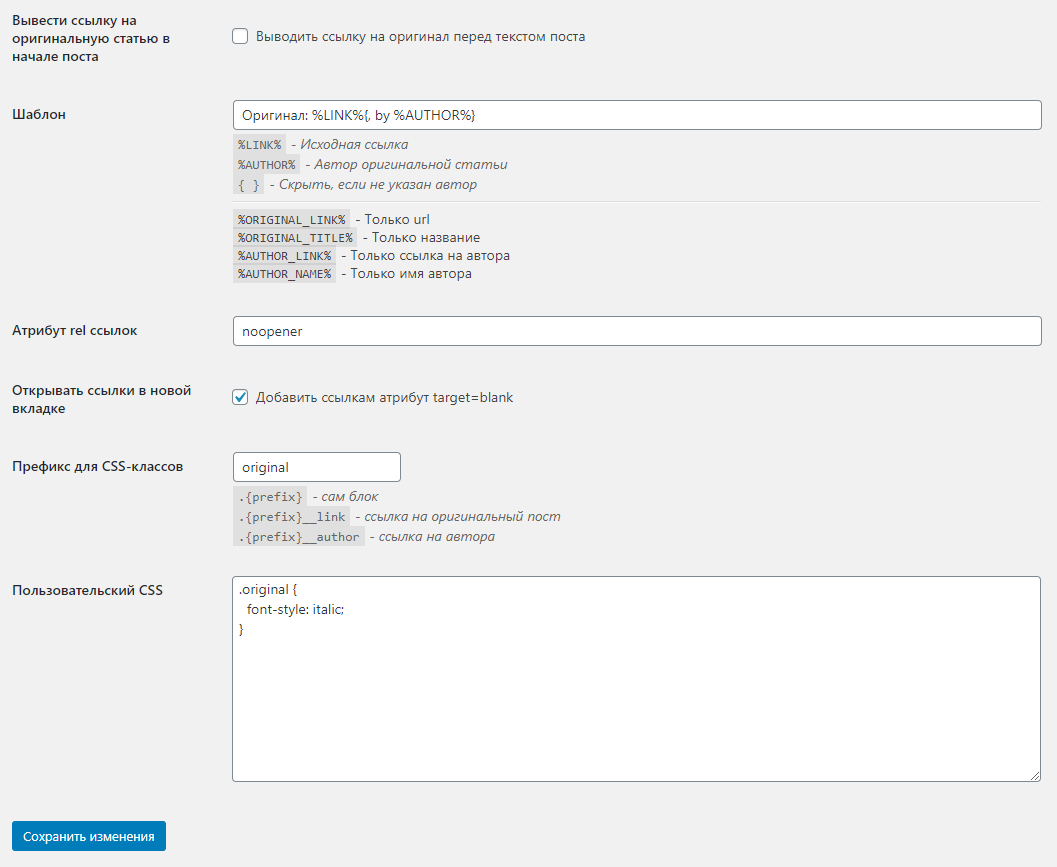 Вывести ссылку на
оригинальную статью в
начале поста
Выводить ссылку на оригинал перед текстом поста
Шаблон
Оригинал: %LINK%{, by %AUTHOR%}
%LINK% - Исходная ссылка
%AUTHOR% - Автор оригинальной статьи
{ } - Скрыть, если не указан автор
%ORIGINAL_LINK% - Только url
%ORIGINAL_TITLE% - Только название
%AUTHOR_LINK% - Только ссылка на автора
%AUTHOR_NAME% - Только имя автора
Атрибут rel ссылок
noopener
Открывать ссылки в новой
вкладке
Добавить ссылкам атрибут target=blank
Префикс для CSS-классов
original
.{prefix} - сам блок
.{prefix}__link - ссылка на оригинальный пост
.{prefix}__author - ссылка на автора
Пользовательский CSS
.original {
font-style: italic;
}
Сохранить изменения